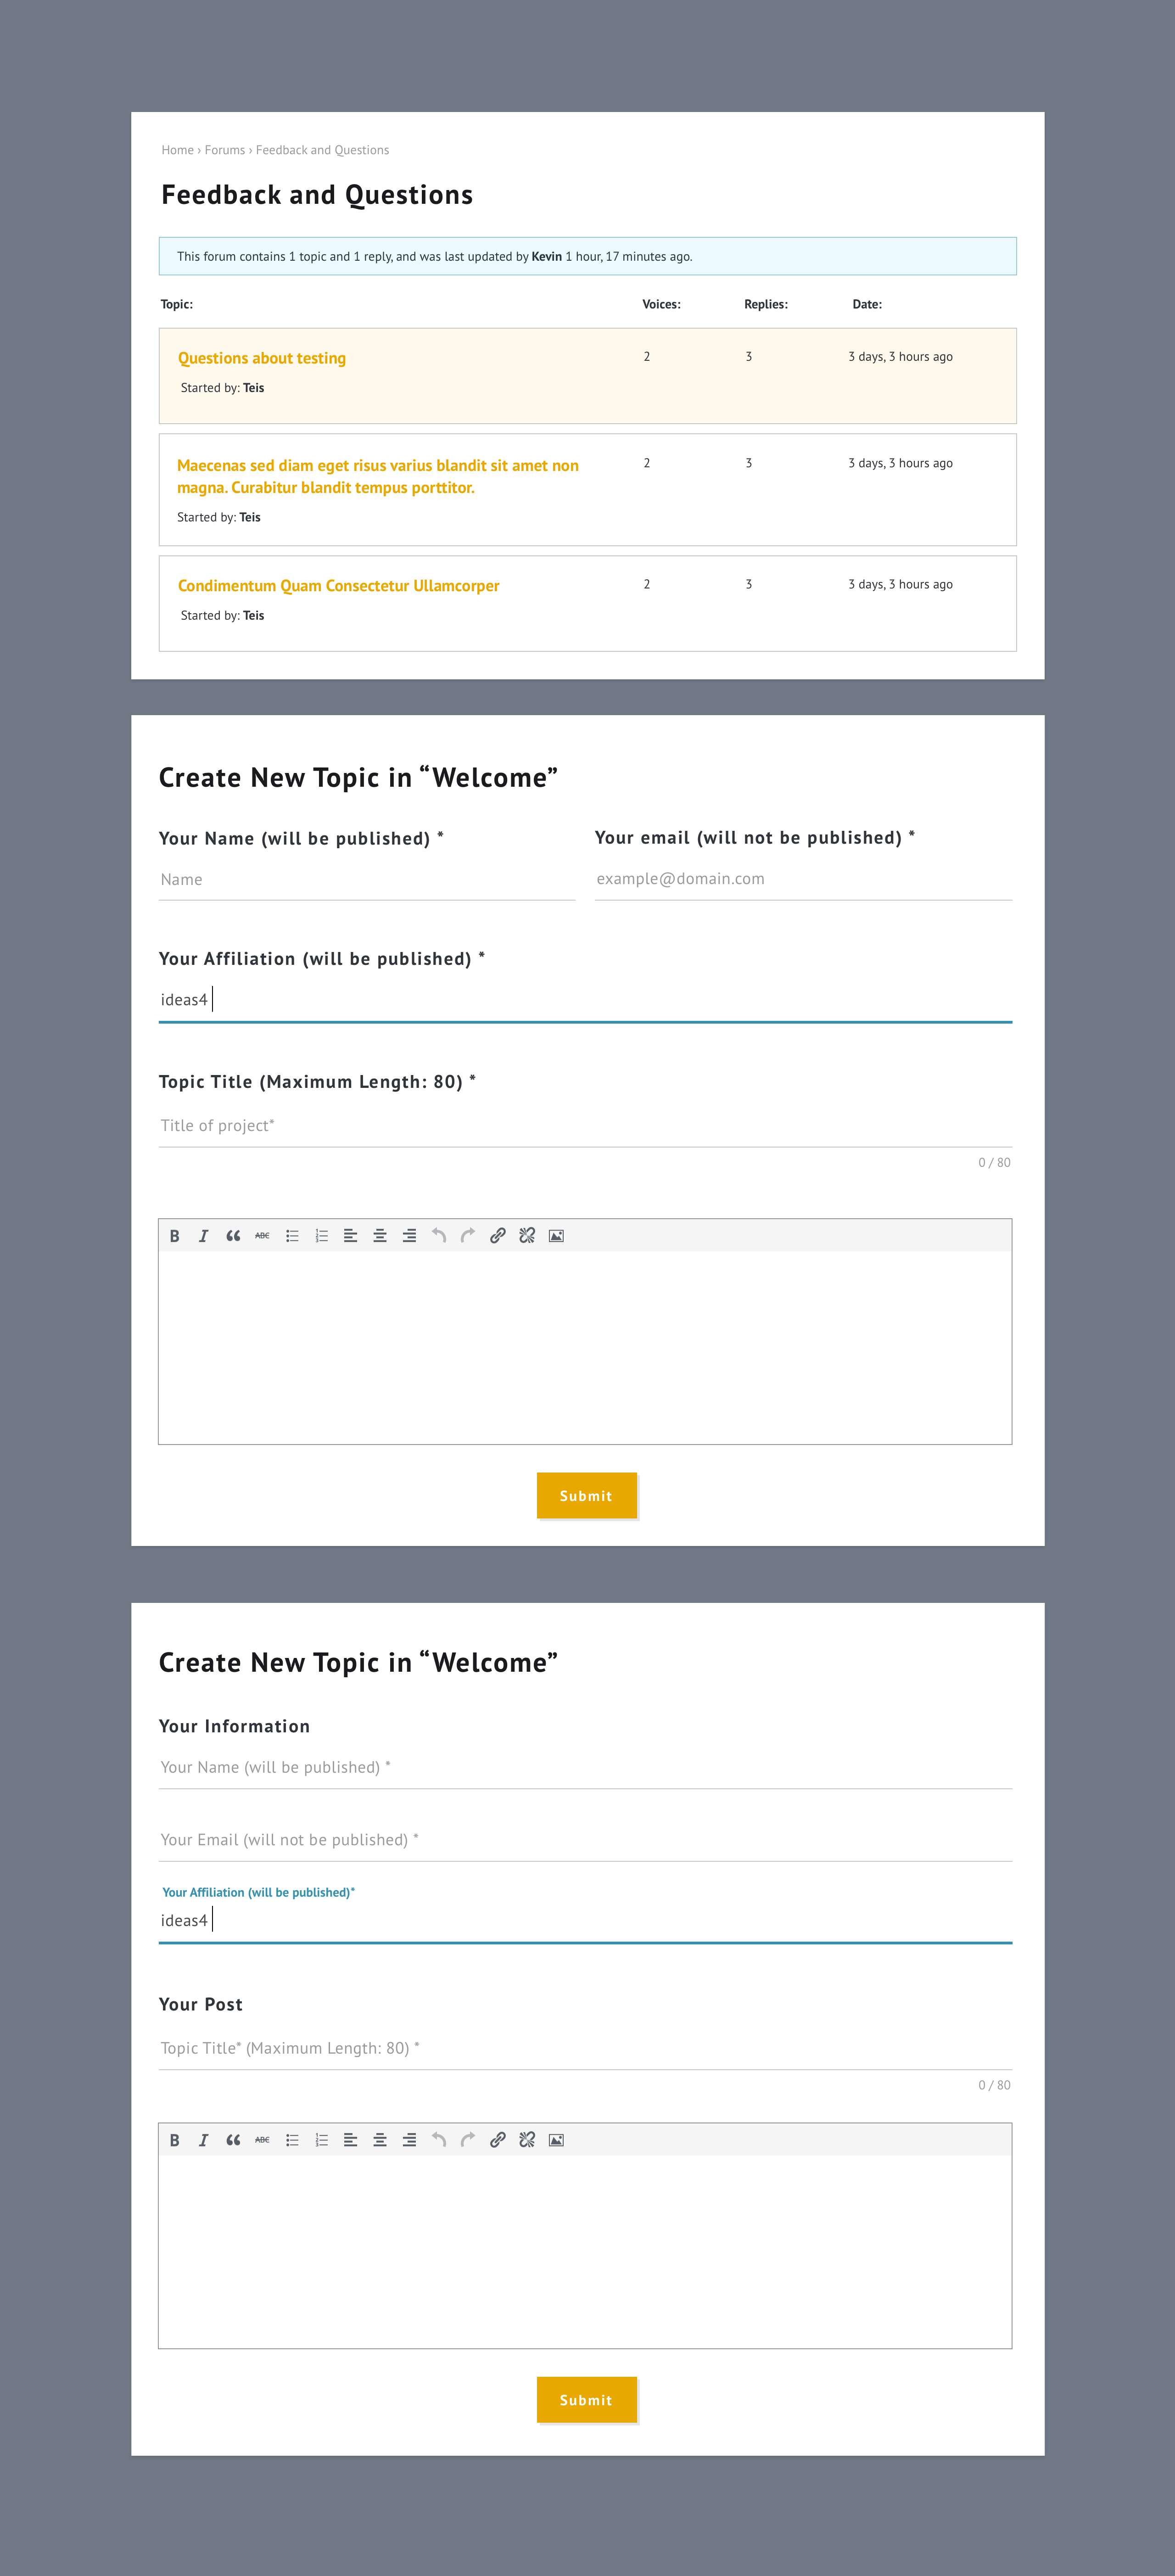 Home › Forums › Feedback and Questions
Feedback and Questions
This forum contains 1 topic and 1 reply, and was last updated by Kevin 1 hour, 17 minutes ago.
Topic: Voices: Replies: Date:
Questions about testing 2 3 3 days, 3 hours ago
Started by: Teis
Maecenas sed diam eget risus varius blandit sit amet non 2 3 3 days, 3 hours ago
magna. Curabitur blandit tempus porttitor.
Started by: Teis
Condimentum Quam Consectetur Ullamcorper 2 3 3 days, 3 hours ago
Started by: Teis
Create New Topic in “Welcome”
Your Name (will be published) * Your email (will not be published) *
Name example@domain.com
Your Affiliation (will be published) *
ideas4
Topic Title (Maximum Length: 80) *
Title of project*
0 / 80
B I “ ABC
Submit
Create New Topic in “Welcome”
Your Information
Your Name (will be published) *
Your Email (will not be published) *
Your Affiliation (will be published)*
ideas4
Your Post
Topic Title* (Maximum Length: 80) *
0 / 80
B I “ ABC
Submit